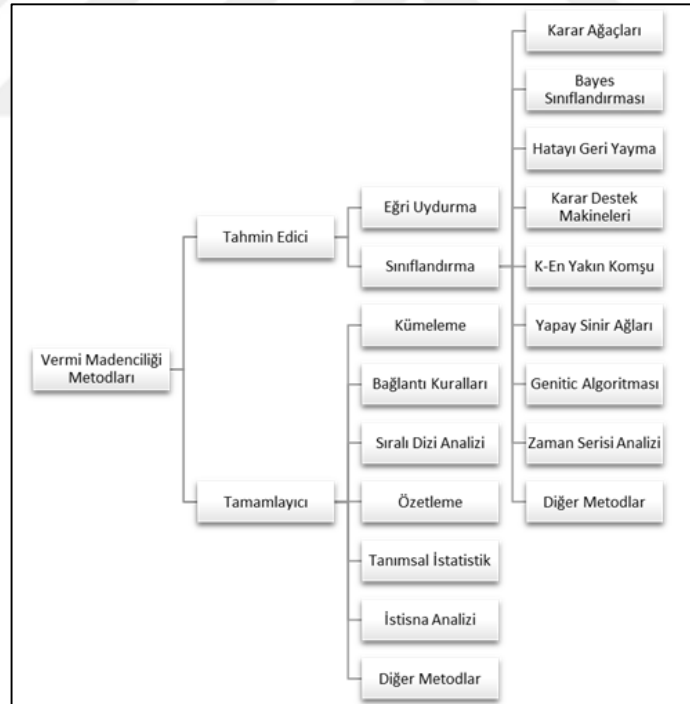 Vermi Madenciliği
Metodları
Tahmin Edici
Eğri Uydurma
Sınıflandırma
Karar Ağaçları
Bayes
Sınıflandırması
Hatayı Geri Yayma
Karar Destek
Makineleri
K-En Yakın Komşu
Yapay Sinir Ağları
Genitic Algoritması
Zaman Serisi Analizi
Diğer Metodlar
Tamamlayıcı
Kümeleme
Bağlantı Kuralları
Sıralı Dizi Analizi
Özetleme
Tanımsal İstatistik
İstisna Analizi
Diğer Metodlar